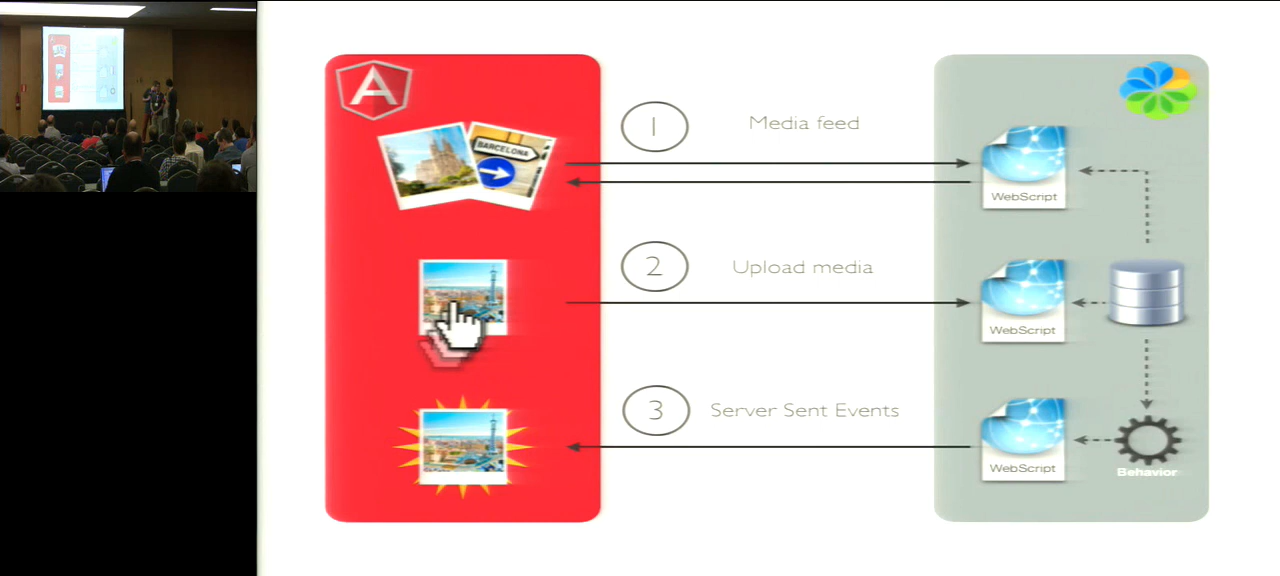 A
BARCELONA
1
Media feed
WebScript
2
Upload media
WebScript
3
Server Sent Events
WebScript
Behavior